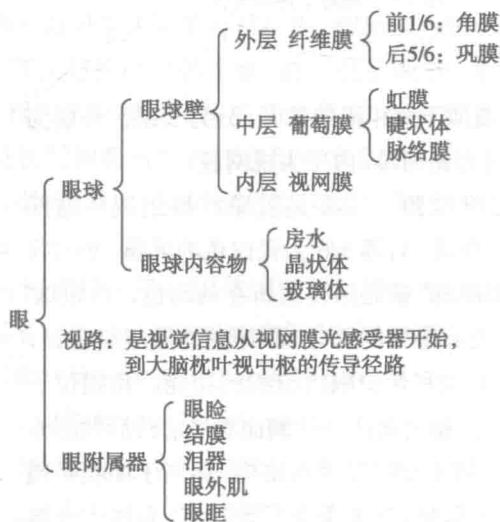 前1/6：角膜
外层 纤维膜
后5/6：巩膜
眼球壁
虹膜
中层 葡萄膜
睫状体
脉络膜
内层 视网膜
眼球
房水
眼球内容物
晶状体
玻璃体
眼
视路：是视觉信息从视网膜光感受器开始，
到大脑枕叶视中枢的传导径路
眼睑
结膜
眼附属器
泪器
眼外肌
眼眶